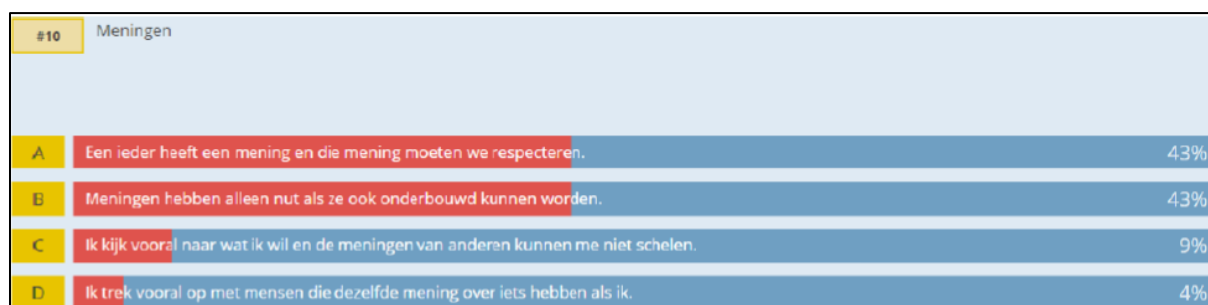 #10 Meningen
A Een ieder heeft een mening en die mening moeten we respecteren. 43%
B Meningen hebben alleen nut als ze ook onderbouwd kunnen worden. 43%
C Ik kijk vooral naar wat ik wil en de meningen van anderen kunnen me niet schelen. 9%
D Ik trek vooral op met mensen die dezelfde mening over iets hebben als ik. 4%